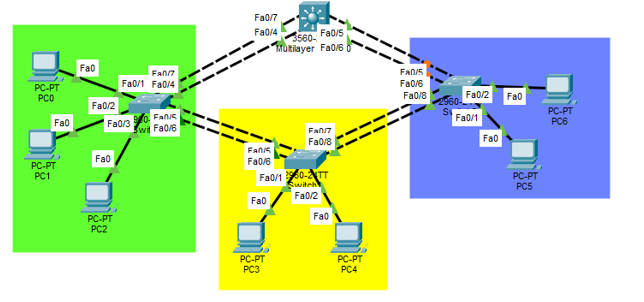 Fa0/7
Fa0/4
3560-
Multilayer
Fa0/5
Fa0/6
Fa0
PC-PT
PC0
Fa0/1
Fa0/7
Fa0/4
Fa0/2
Fa0/3
Fa0/5
Fa0/6
Fa0
PC-PT
PC1
Fa0
PC-PT
PC2
Fa0/5
Fa0/6
Fa0/7
Fa0/8
2960-24TT
Switch
Fa0/1
Fa0/2
Fa0
Fa0
PC-PT
PC3
PC-PT
PC4
Fa0/5
Fa0/6
Fa0/8
Fa0/2
Fa0/1
Fa0
PC-PT
PC6
Fa0
PC-PT
PC5